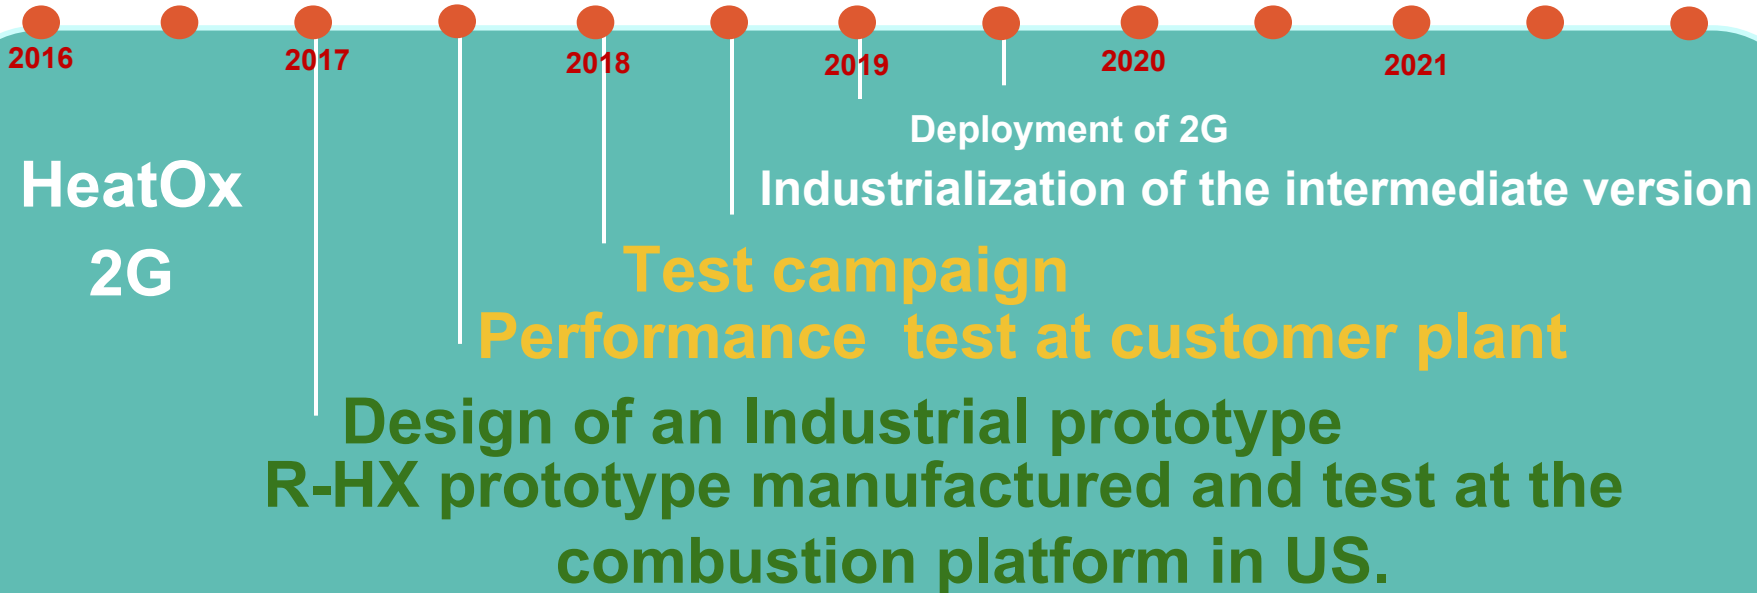 2016
2017
2018
2019
2020
2021
Deployment of 2G
HeatOx
2G
Industrialization of the intermediate version
Test campaign
Performance test at customer plant
Design of an Industrial prototype
R-HX prototype manufactured and test at the
combustion platform in US.